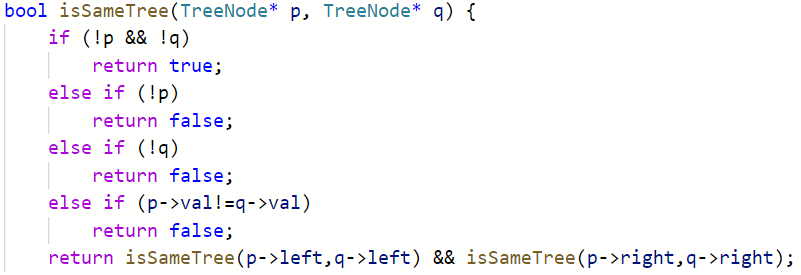 bool isSameTree(TreeNode* p, TreeNode* q) {
    if (!p && !q)
        return true;
    else if (!p)
        return false;
    else if (!q)
        return false;
    else if (p->val!=q->val)
        return false;
    return isSameTree(p->left,q->left) && isSameTree(p->right,q->right);